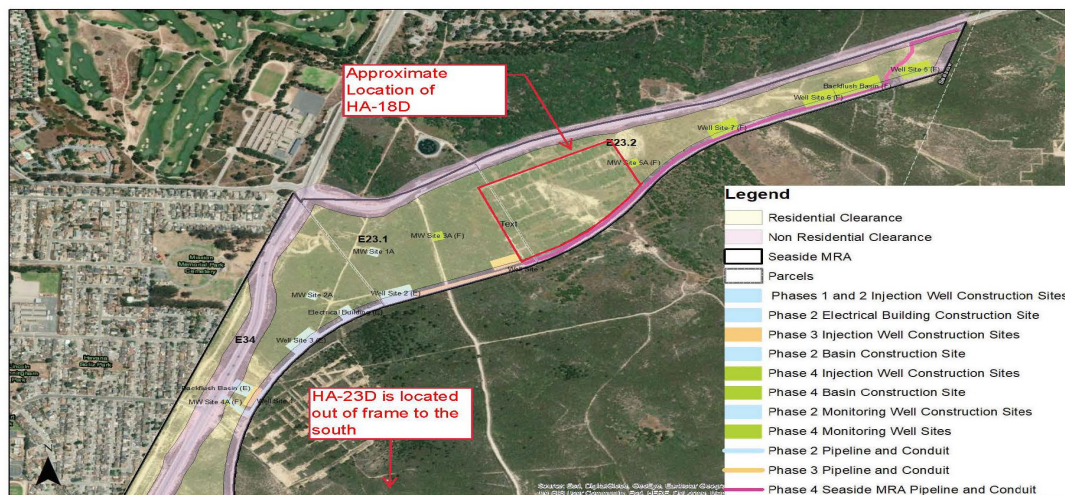 Approximate
Location of
HA-18D
Well Site 5 (F)
Backflush Basin (F)
Well Site 6 (F)
Well Site 7 (F)
E23.2
MW Site 5A (F)
Text
E23.1
MW Site 3A (F)
MW Site 1A
Mission
Memorial Park
Cemetery
Well Site 2 (E)
MW Site 2A
Electrical Building (E)
Well Site 3 (E)
E34
Backflush Basin (E)
MW Site 4A (F)
HA-23D is located
out of frame to the
south
Legend
Residential Clearance
Non Residential Clearance
Seaside MRA
Parcels
Phases 1 and 2 Injection Well Construction Sites
Phase 2 Electrical Building Construction Site
Phase 3 Injection Well Construction Sites
Phase 2 Basin Construction Site
Phase 4 Injection Well Construction Sites
Phase 4 Basin Construction Site
Phase 2 Monitoring Well Construction Sites
Phase 4 Monitoring Well Sites
Phase 2 Pipeline and Conduit
Phase 3 Pipeline and Conduit
Phase 4 Seaside MRA Pipeline and Conduit
N